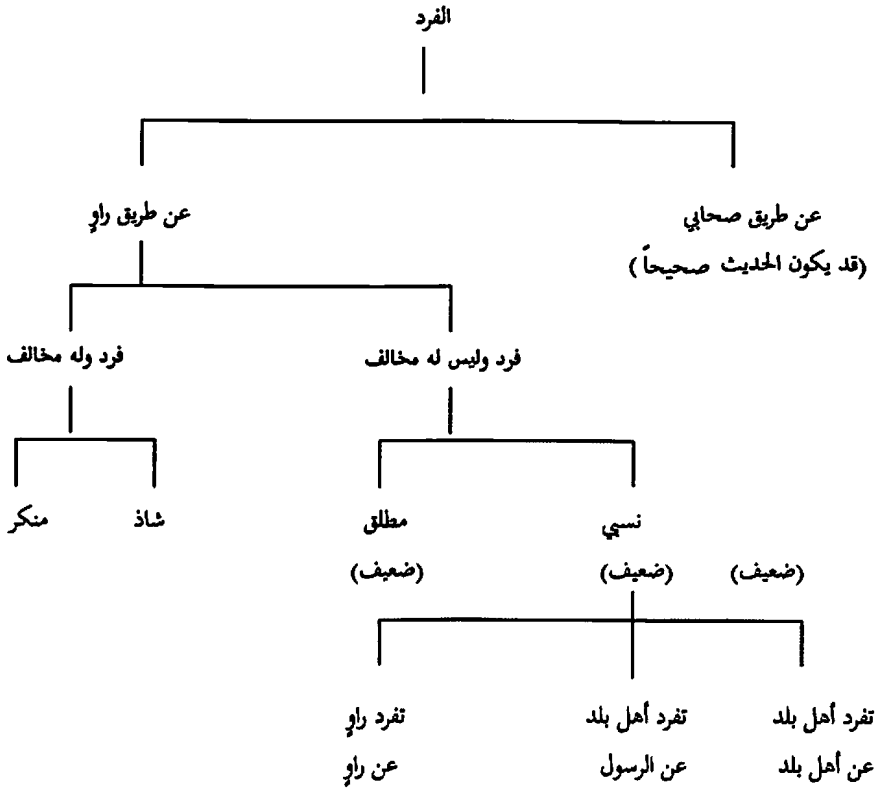 الفرد
عن طريق صحابي
عن طريق راوٍ
(قد يكون الحديث صحيحاً)
فرد وليس له مخالف
فرد وله مخالف
نسبي
مطلق
شاذ
منكر
(ضعيف)
(ضعيف)
(ضعيف)
تفرد أهل بلد
تفرد أهل بلد
تفرد راوٍ
عن أهل بلد
عن الرسول
عن راوٍ